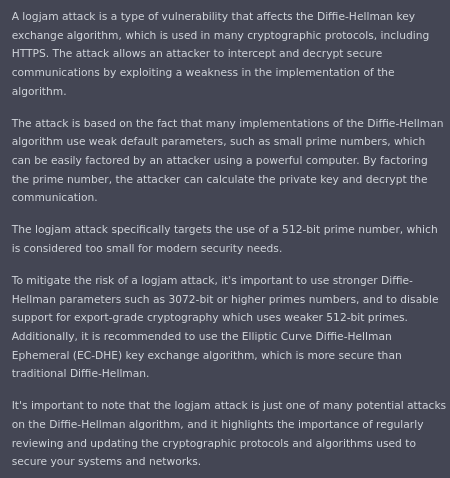 A logjam attack is a type of vulnerability that affects the Diffie-Hellman key
exchange algorithm, which is used in many cryptographic protocols, including
HTTPS. The attack allows an attacker to intercept and decrypt secure
communications by exploiting a weakness in the implementation of the
algorithm.
The attack is based on the fact that many implementations of the Diffie-Hellman
algorithm use weak default parameters, such as small prime numbers, which
can be easily factored by an attacker using a powerful computer. By factoring
the prime number, the attacker can calculate the private key and decrypt the
communication.
The logjam attack specifically targets the use of a 512-bit prime number, which
is considered too small for modern security needs.
To mitigate the risk of a logjam attack, it's important to use stronger Diffie-
Hellman parameters such as 3072-bit or higher primes numbers, and to disable
support for export-grade cryptography which uses weaker 512-bit primes.
Additionally, it is recommended to use the Elliptic Curve Diffie-Hellman
Ephemeral (EC-DHE) key exchange algorithm, which is more secure than
traditional Diffie-Hellman.
It's important to note that the logjam attack is just one of many potential attacks
on the Diffie-Hellman algorithm, and it highlights the importance of regularly
reviewing and updating the cryptographic protocols and algorithms used to
secure your systems and networks.